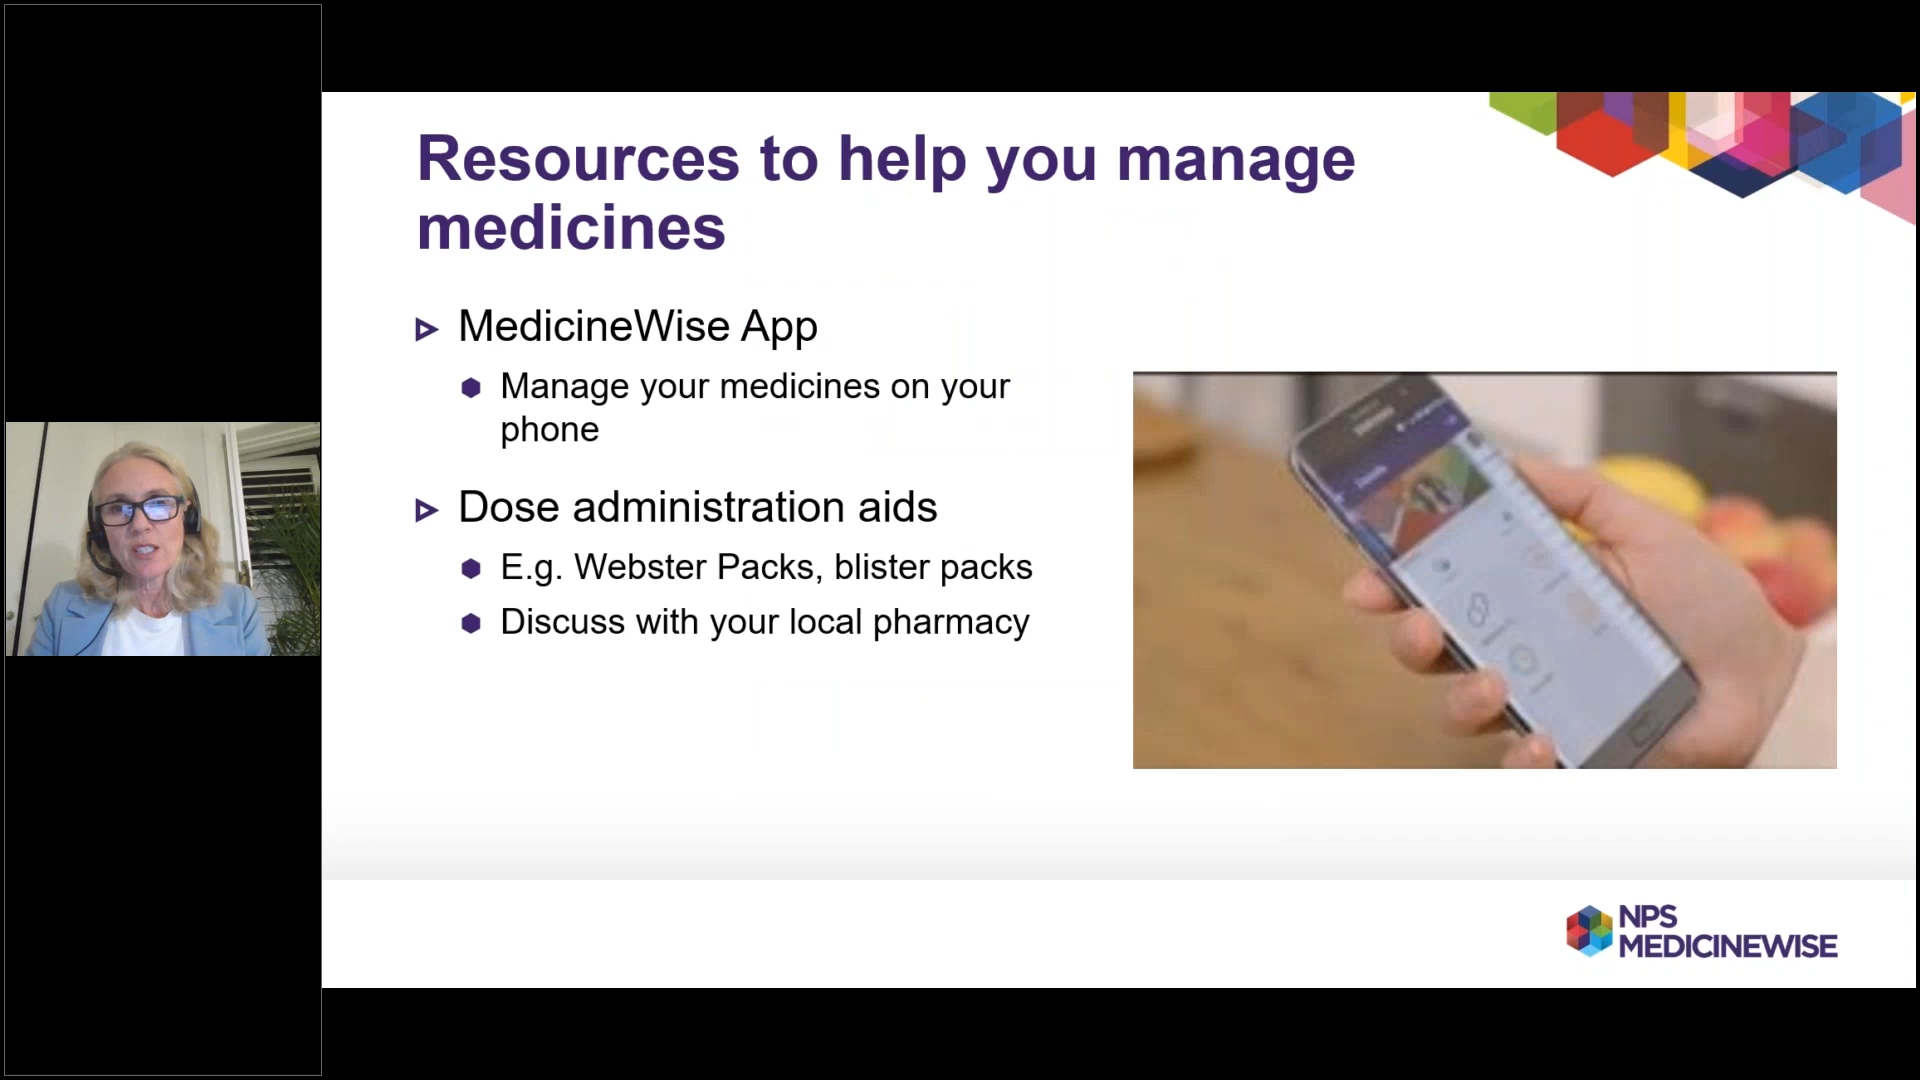 Resources to help you manage
medicines
MedicineWise App
Manage your medicines on your
phone
Dose administration aids
E.g. Webster Packs, blister packs
Discuss with your local pharmacy
NPS
MEDICINEWISE